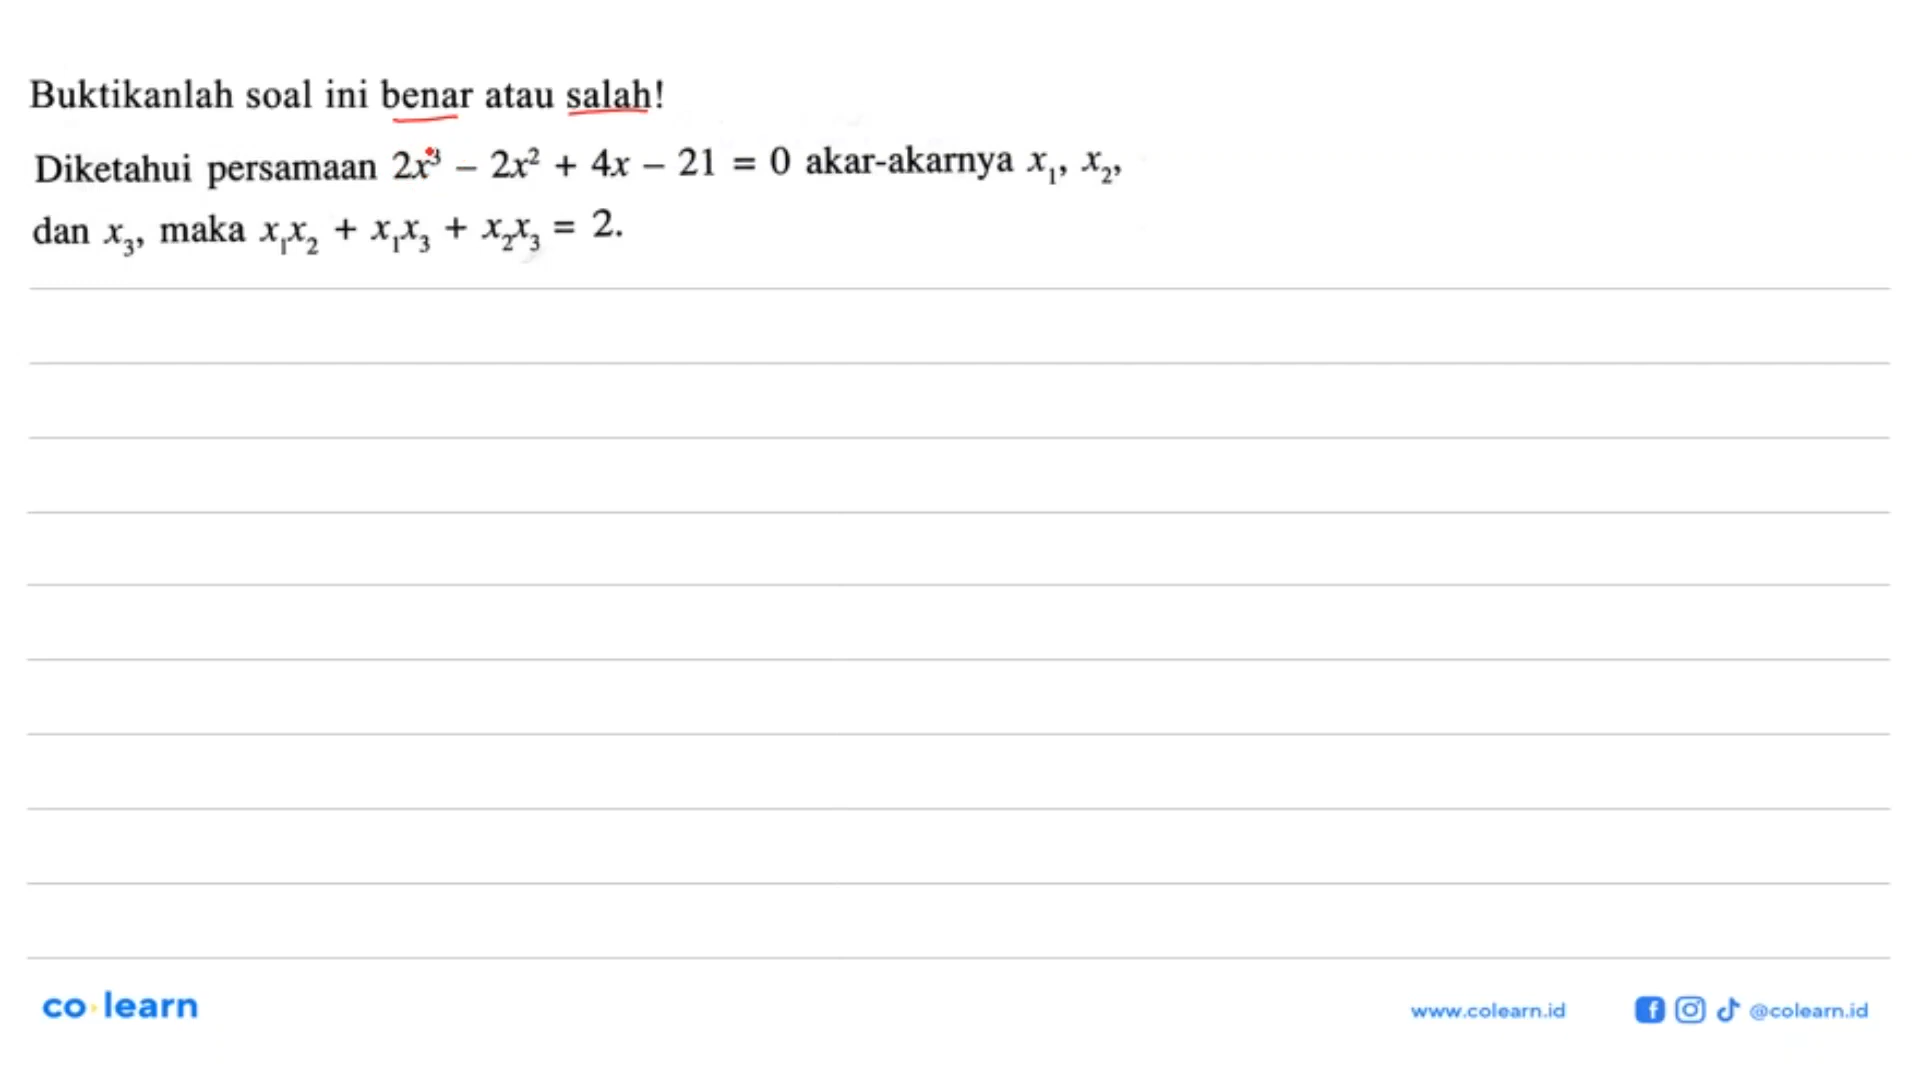 Buktikanlah soal ini benar atau salah!
Diketahui persamaan 2x³ – 2x² + 4x – 21 = 0 akar-akarnya x₁, x₂,
dan x₃, maka x₁x₂ + x₁x₃ + x₂x₃ = 2.
co learn
www.colearn.id
@colearn.id